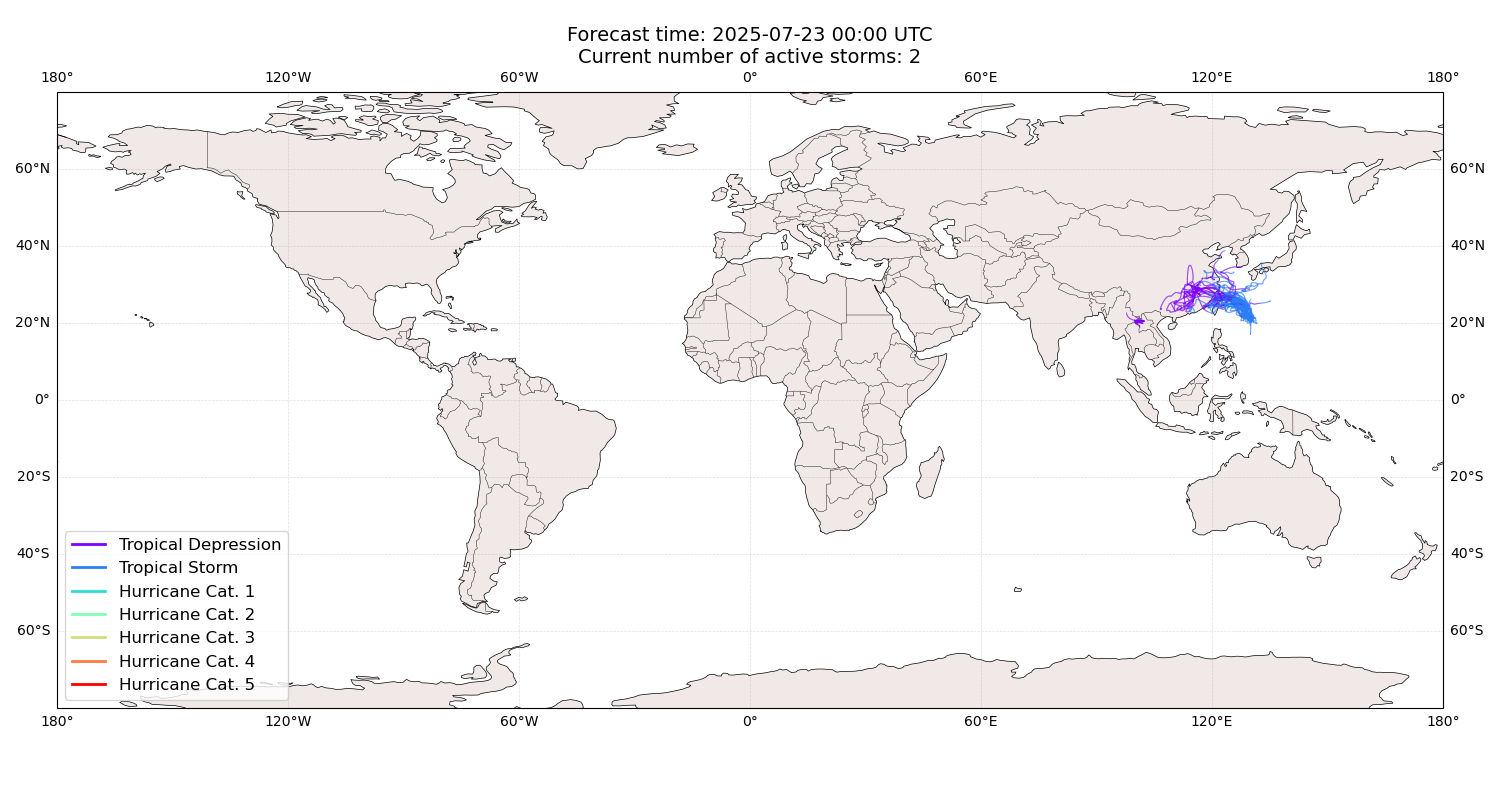 Forecast time: 2025-07-23 00:00 UTC
Current number of active storms: 2
180° 120°W 60°W 0° 60°E 120°E 180°
60°N 60°N
40°N 40°N
20°N 20°N
0° 0°
20°S 20°S
40°S 40°S
60°S 60°S
Tropical Depression
Tropical Storm
Hurricane Cat. 1
Hurricane Cat. 2
Hurricane Cat. 3
Hurricane Cat. 4
Hurricane Cat. 5
180° 120°W 60°W 0° 60°E 120°E 180°